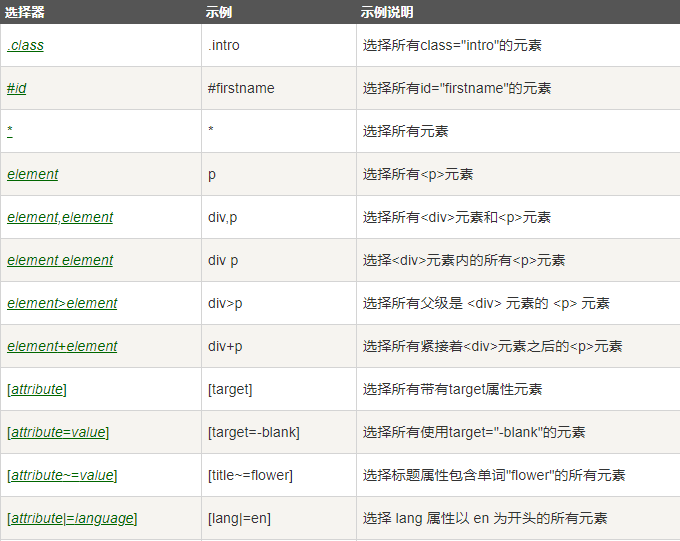 选择器 示例 示例说明
.class .intro 选择所有class="intro"的元素
#id #firstname 选择所有id="firstname"的元素
* * 选择所有元素
element p 选择所有<p>元素
element,element div,p 选择所有<div>元素和<p>元素
element element div p 选择<div>元素内的所有<p>元素
element>element div>p 选择所有父级是 <div> 元素的 <p> 元素
element+element div+p 选择所有紧接着<div>元素之后的<p>元素
[attribute] [target] 选择所有带有target属性元素
[attribute=value] [target=-blank] 选择所有使用target="-blank"的元素
[attribute~=value] [title~=flower] 选择标题属性包含单词"flower"的所有元素
[attribute|=language] [lang|=en] 选择 lang 属性以 en 为开头的所有元素